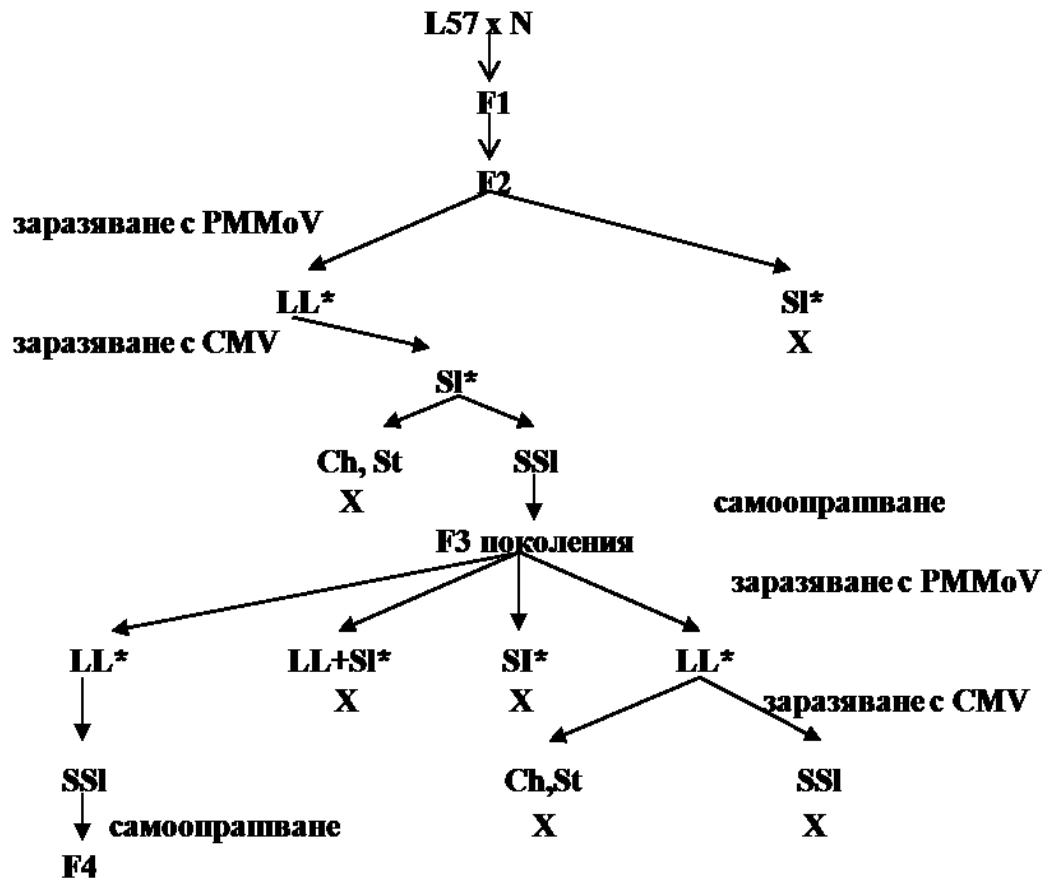 L57 x N
F1
F2
заразяване с PMMoV
LL* Sl*
X
заразяване с CMV
Sl*
Ch, St SSl
X
самоопрашване
F3 поколения
заразяване с PMMoV
LL* LL+Sl* Sl* LL*
X X
заразяване с CMV
SSl Ch,St SSl
X X
самоопрашване
F4